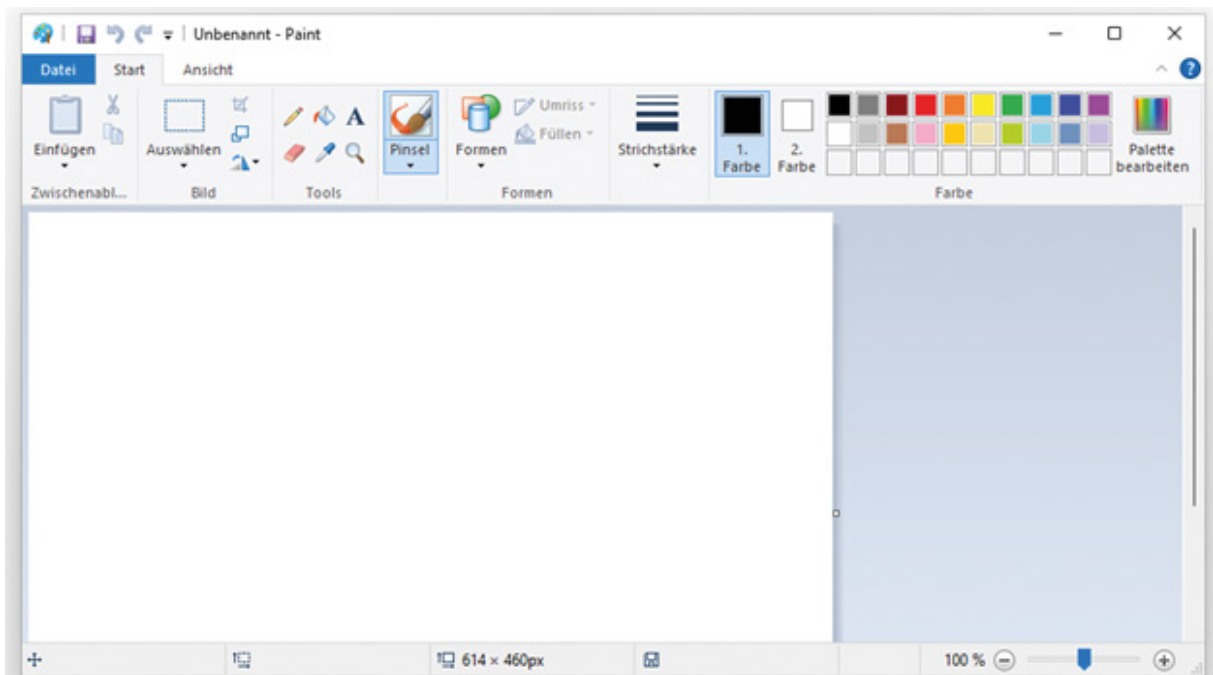 Unbenannt - Paint
Datei Start Ansicht
Einfügen
Auswählen
Pinsel
Formen
Umriss
Füllen
Strichstärke
1.
Farbe
2.
Farbe
Palette
bearbeiten
Zwischenabl... Bild Tools Formen Farbe
614 × 460px 100 %